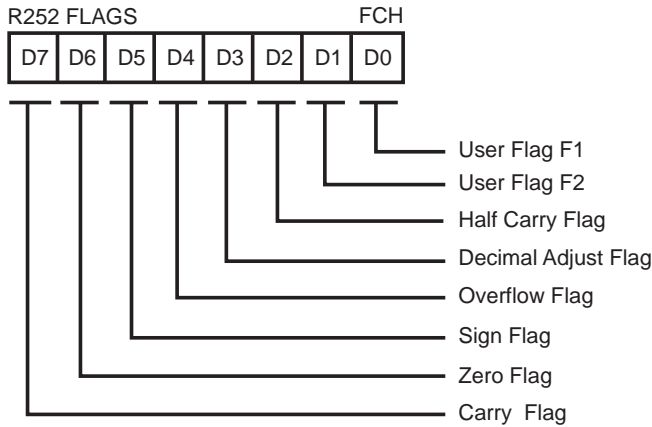 R252 FLAGS FCH
D7 D6 D5 D4 D3 D2 D1 D0
User Flag F1
User Flag F2
Half Carry Flag
Decimal Adjust Flag
Overflow Flag
Sign Flag
Zero Flag
Carry Flag